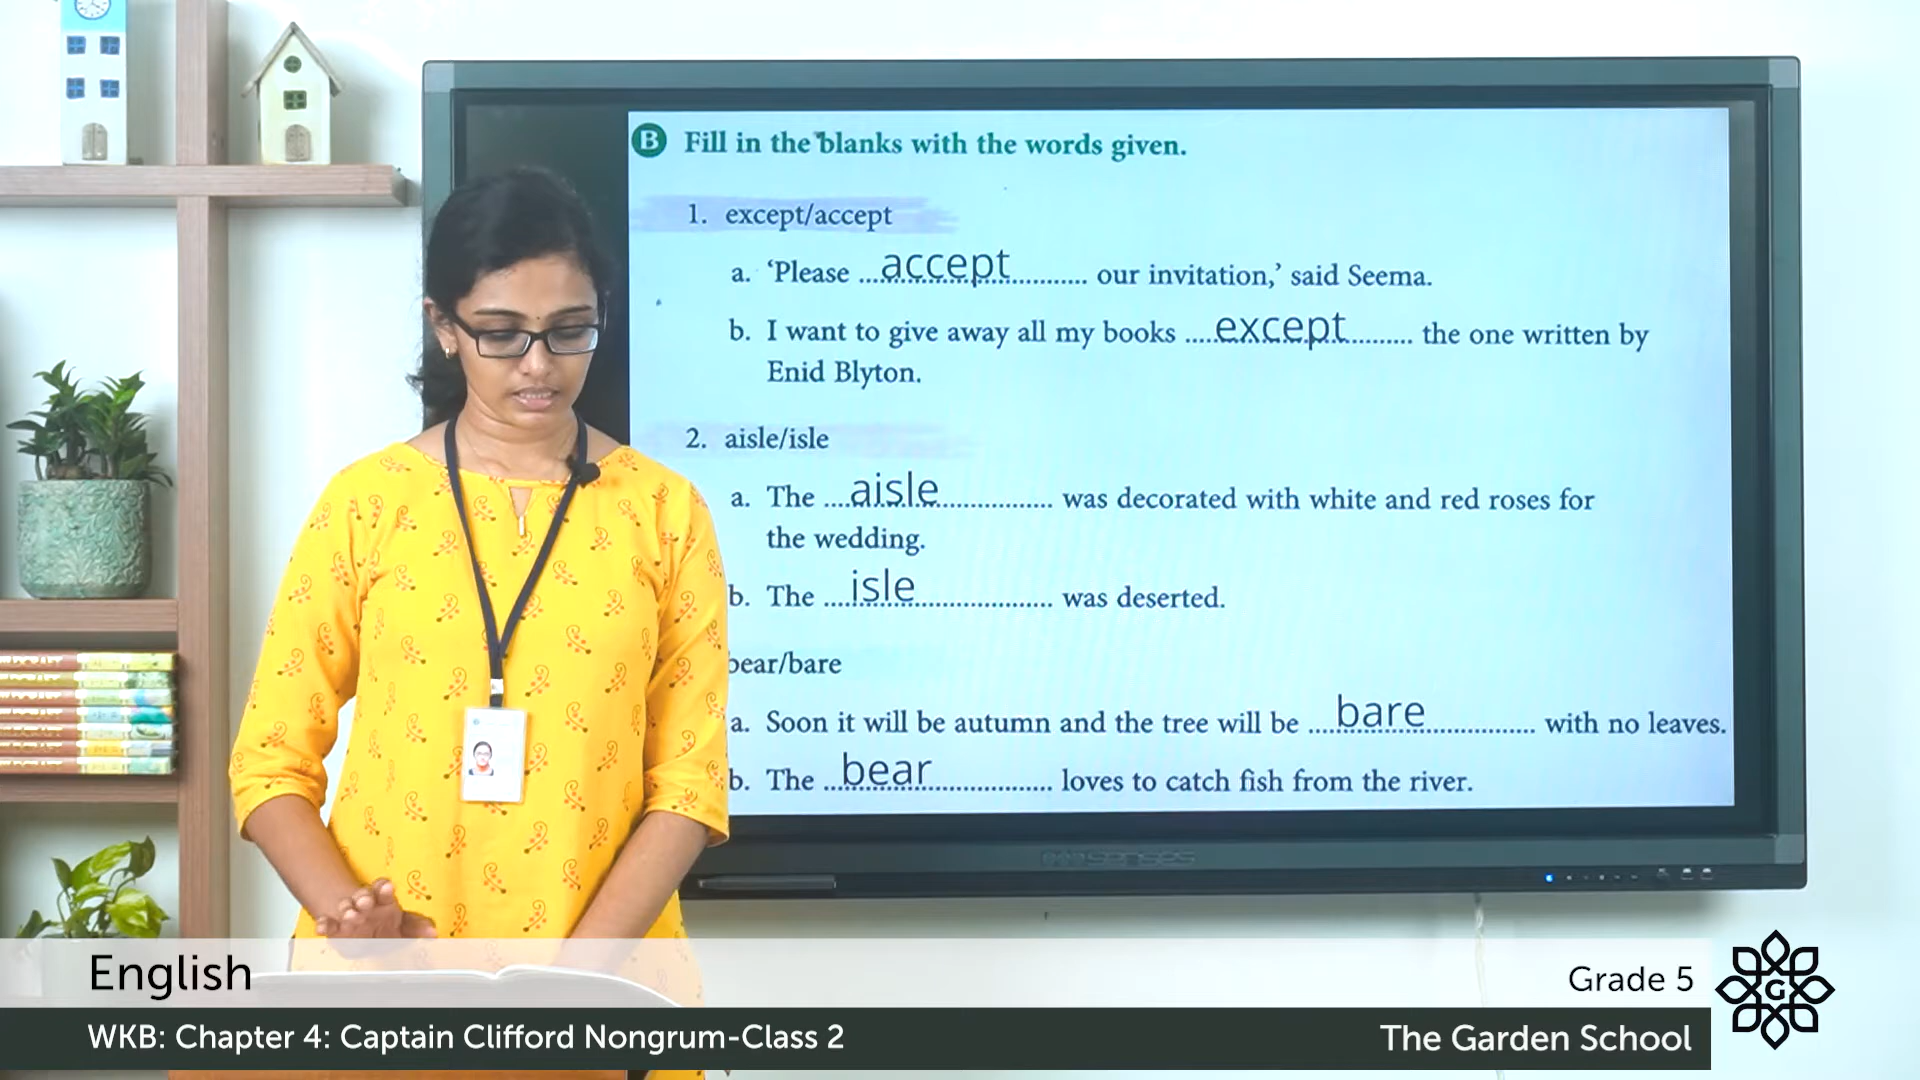 B Fill in the blanks with the words given.
1. except/accept
a. ‘Please ...accept... our invitation,’ said Seema.
b. I want to give away all my books ...except... the one written by
Enid Blyton.
2. aisle/isle
a. The ...aisle... was decorated with white and red roses for
the wedding.
b. The ...isle... was deserted.
bear/bare
a. Soon it will be autumn and the tree will be ...bare... with no leaves.
b. The ...bear... loves to catch fish from the river.
English
Grade 5
G
WKB: Chapter 4: Captain Clifford Nongrum-Class 2
The Garden School